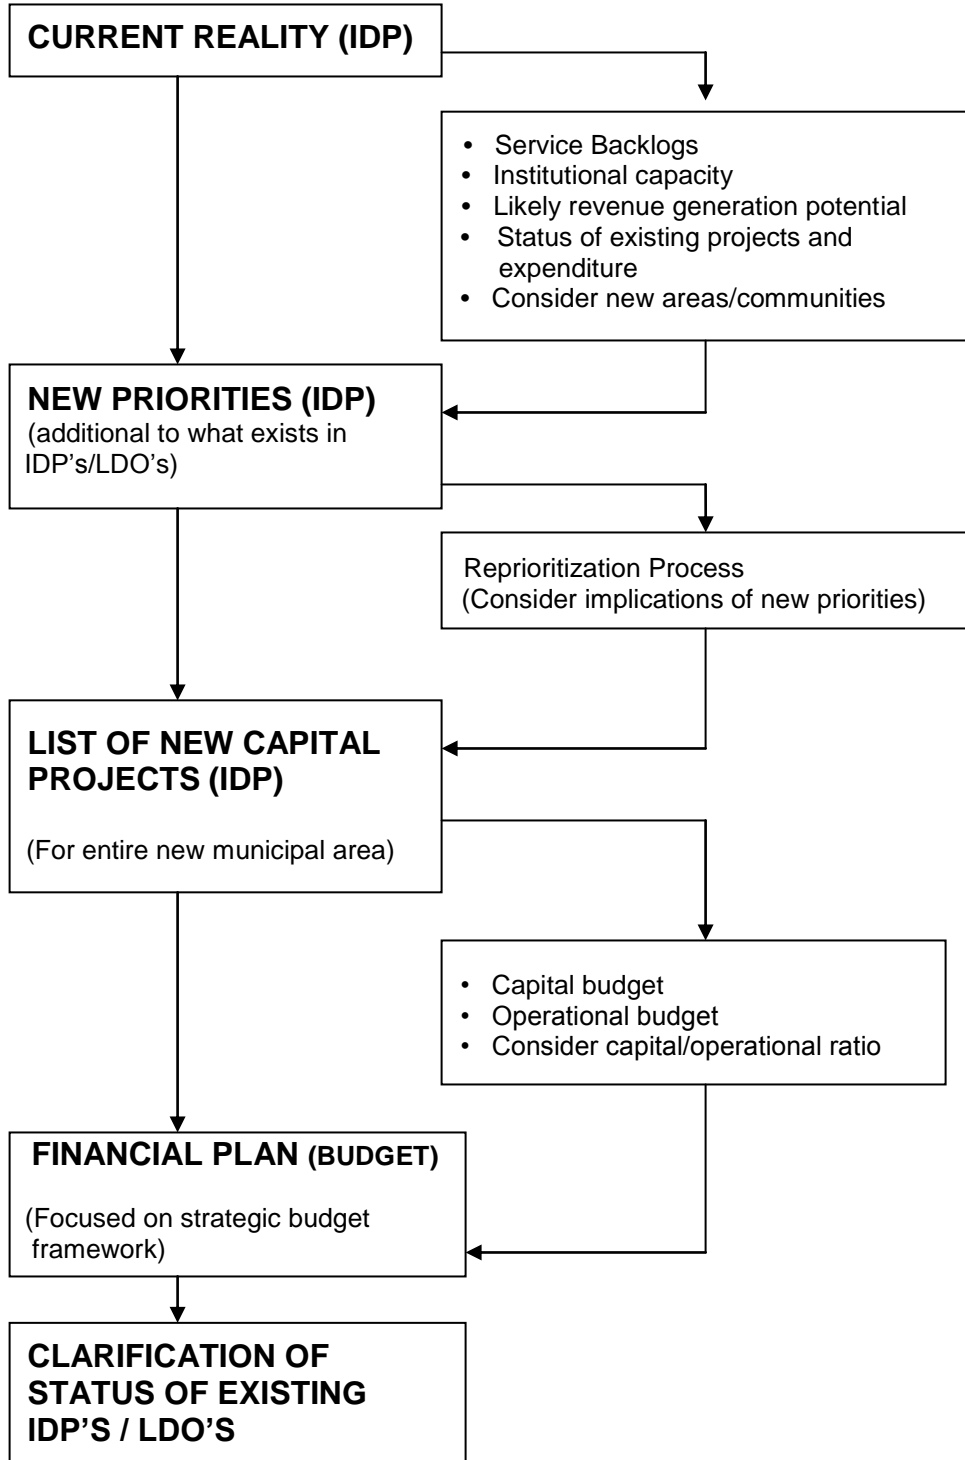 CURRENT REALITY (IDP)
• Service Backlogs
• Institutional capacity
• Likely revenue generation potential
• Status of existing projects and
expenditure
• Consider new areas/communities
NEW PRIORITIES (IDP)
(additional to what exists in
IDP's/LDO's)
Reprioritization Process
(Consider implications of new priorities)
LIST OF NEW CAPITAL
PROJECTS (IDP)
(For entire new municipal area)
• Capital budget
• Operational budget
• Consider capital/operational ratio
FINANCIAL PLAN (BUDGET)
(Focused on strategic budget
framework)
CLARIFICATION OF
STATUS OF EXISTING
IDP'S / LDO'S